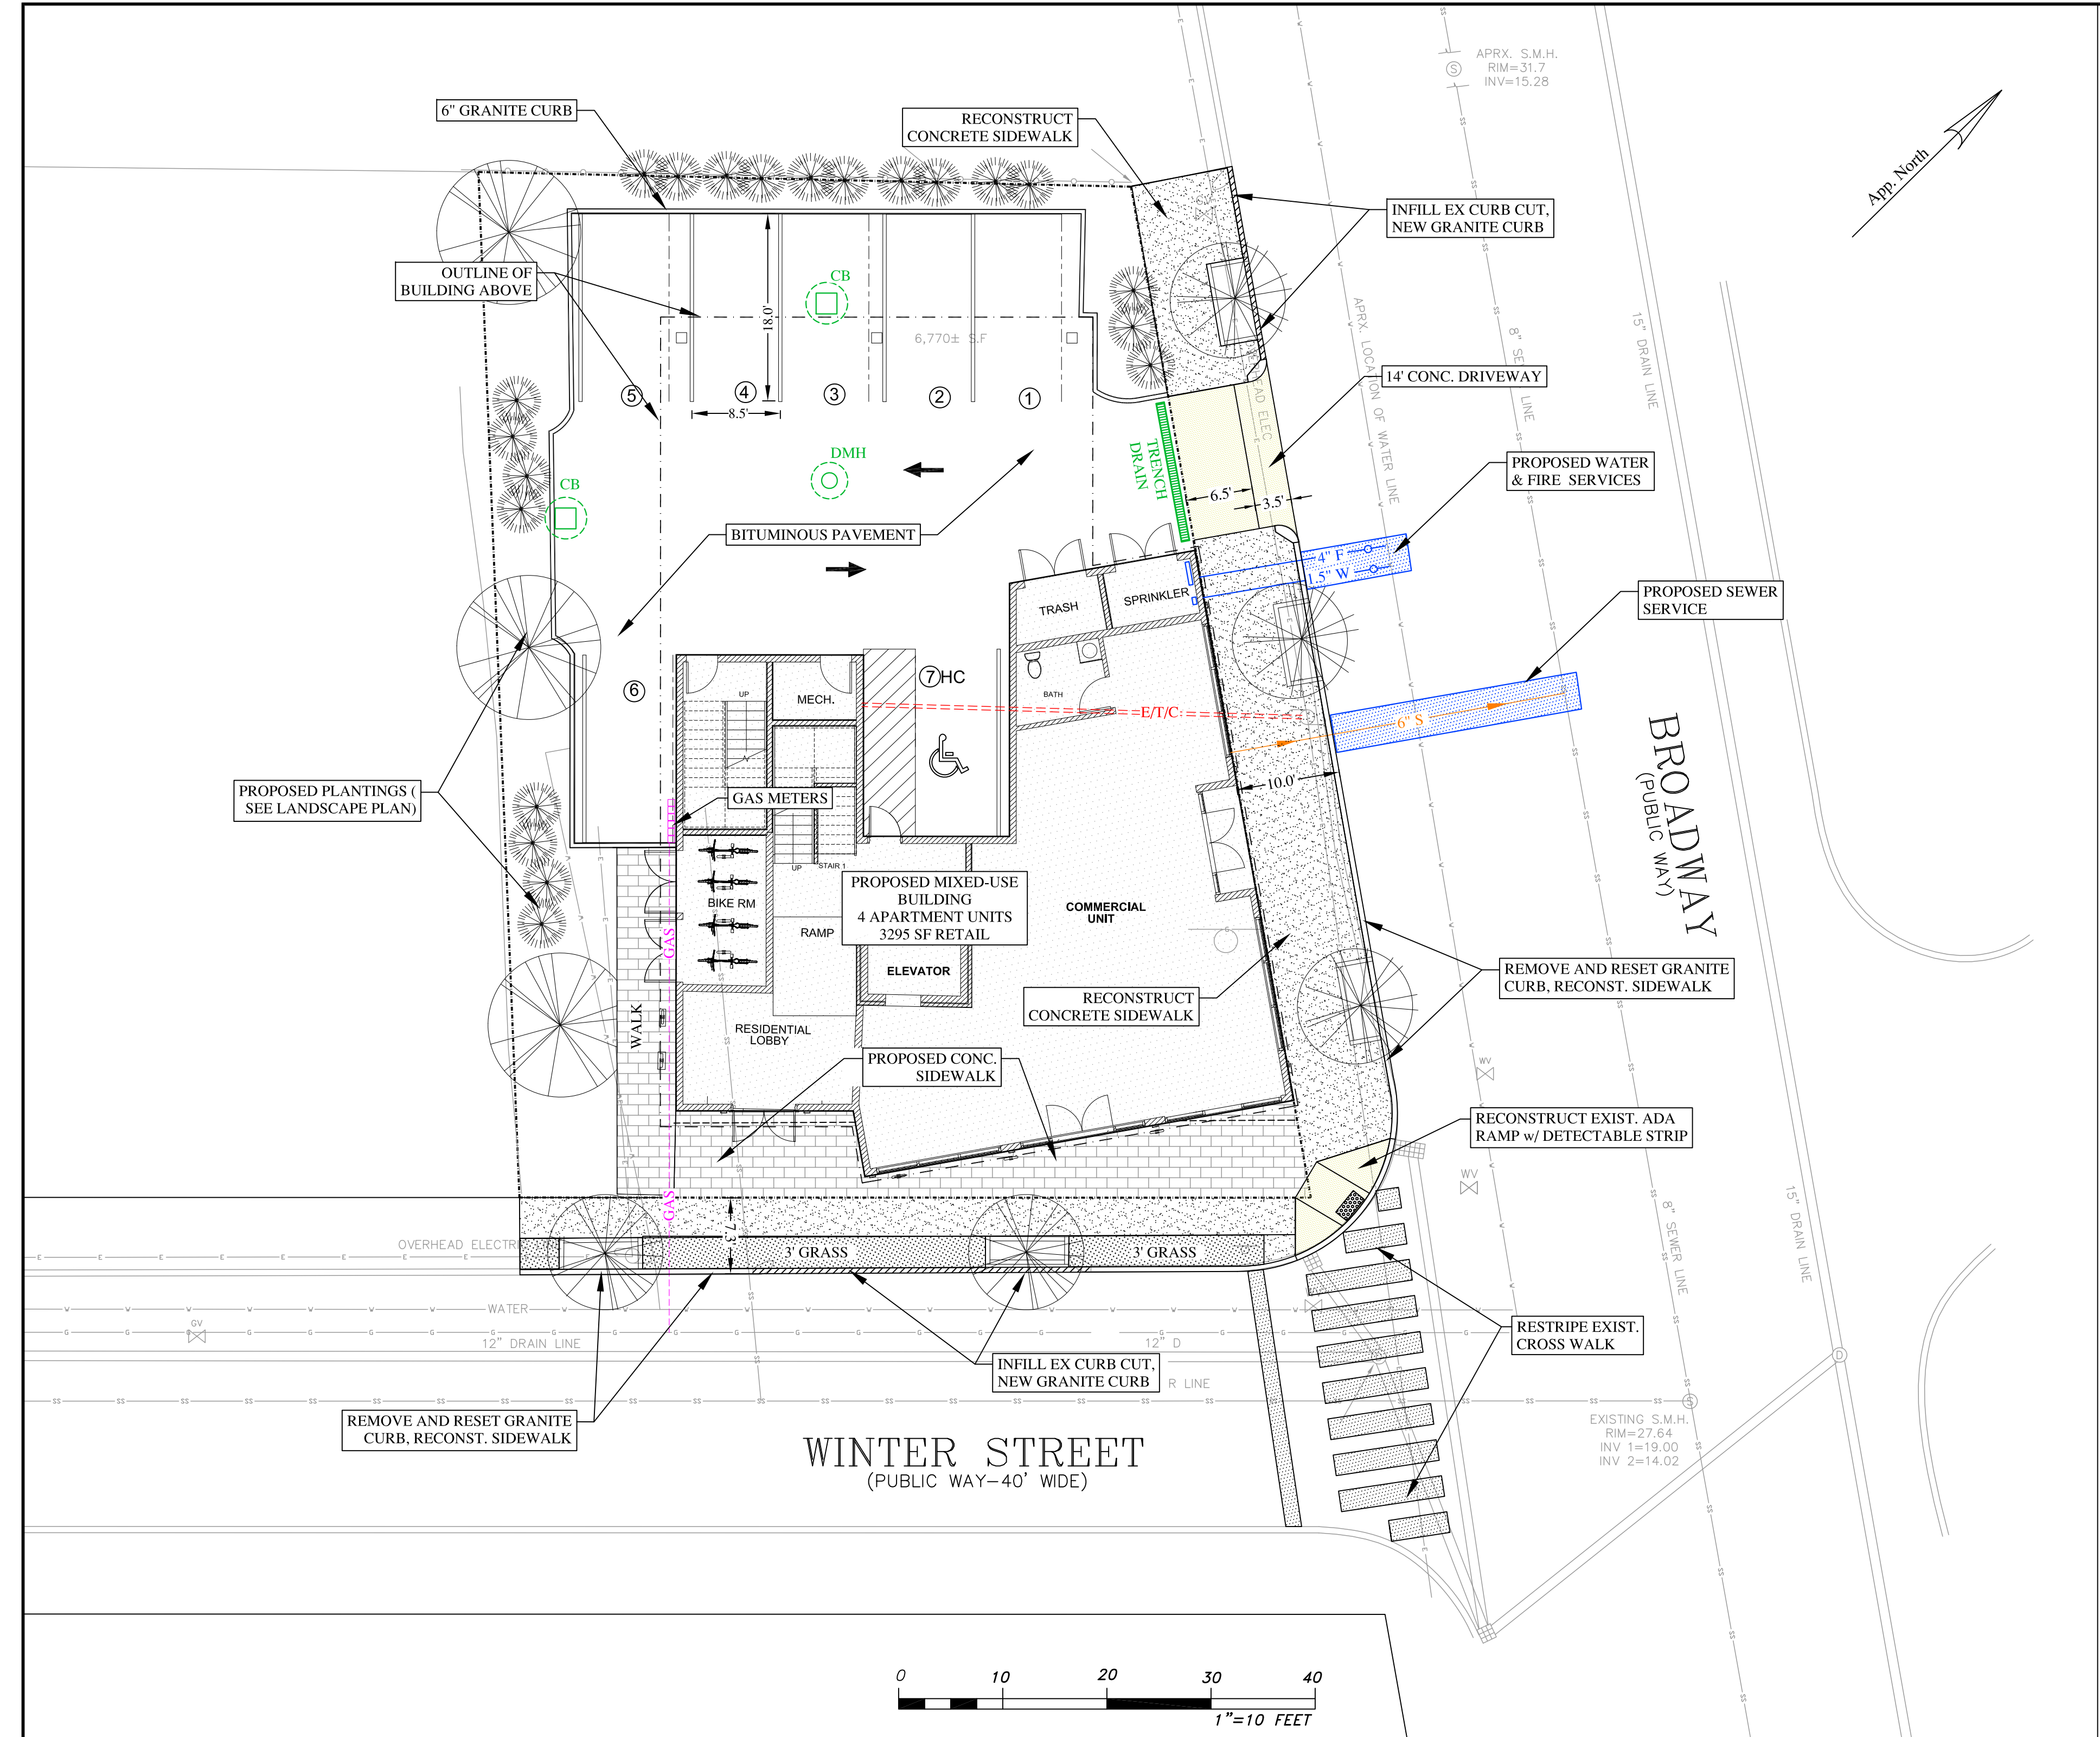 APRX. S.M.H.
RIM=31.7
INV=15.28
6" GRANITE CURB
RECONSTRUCT
CONCRETE SIDEWALK
App. North
INFILL EX CURB CUT,
NEW GRANITE CURB
OUTLINE OF
BUILDING ABOVE
CB
18.0'
6,770± S.F
APRX. LOCATION OF WATER LINE
8" SEWER LINE
15" DRAIN LINE
5
4
3
2
1
8.5'
14' CONC. DRIVEWAY
DMH
TRENCH
DRAIN
CB
6.5'
3.5'
PROPOSED WATER
& FIRE SERVICES
BITUMINOUS PAVEMENT
4" F
1.5" W
TRASH
SPRINKLER
PROPOSED SEWER
SERVICE
6
UP
MECH.
7 HC
BATH
E/T/C
6" S
BROADWAY
(PUBLIC WAY)
10.0'
PROPOSED PLANTINGS (
SEE LANDSCAPE PLAN)
GAS METERS
UP
STAIR 1
PROPOSED MIXED-USE
BUILDING
4 APARTMENT UNITS
3295 SF RETAIL
BIKE RM
RAMP
COMMERCIAL
UNIT
GAS
ELEVATOR
REMOVE AND RESET GRANITE
CURB, RECONST. SIDEWALK
RECONSTRUCT
CONCRETE SIDEWALK
WALK
RESIDENTIAL
LOBBY
PROPOSED CONC.
SIDEWALK
WV
RECONSTRUCT EXIST. ADA
RAMP w/ DETECTABLE STRIP
WV
GAS
7.3'
8" SEWER LINE
15" DRAIN LINE
OVERHEAD ELECTRI
3' GRASS
3' GRASS
WATER
GV
12" DRAIN LINE
12" D
RESTRIPE EXIST.
CROSS WALK
INFILL EX CURB CUT,
NEW GRANITE CURB
R LINE
REMOVE AND RESET GRANITE
CURB, RECONST. SIDEWALK
WINTER STREET
(PUBLIC WAY-40' WIDE)
EXISTING S.M.H.
RIM=27.64
INV 1=19.00
INV 2=14.02
0 10 20 30 40
1"=10 FEET